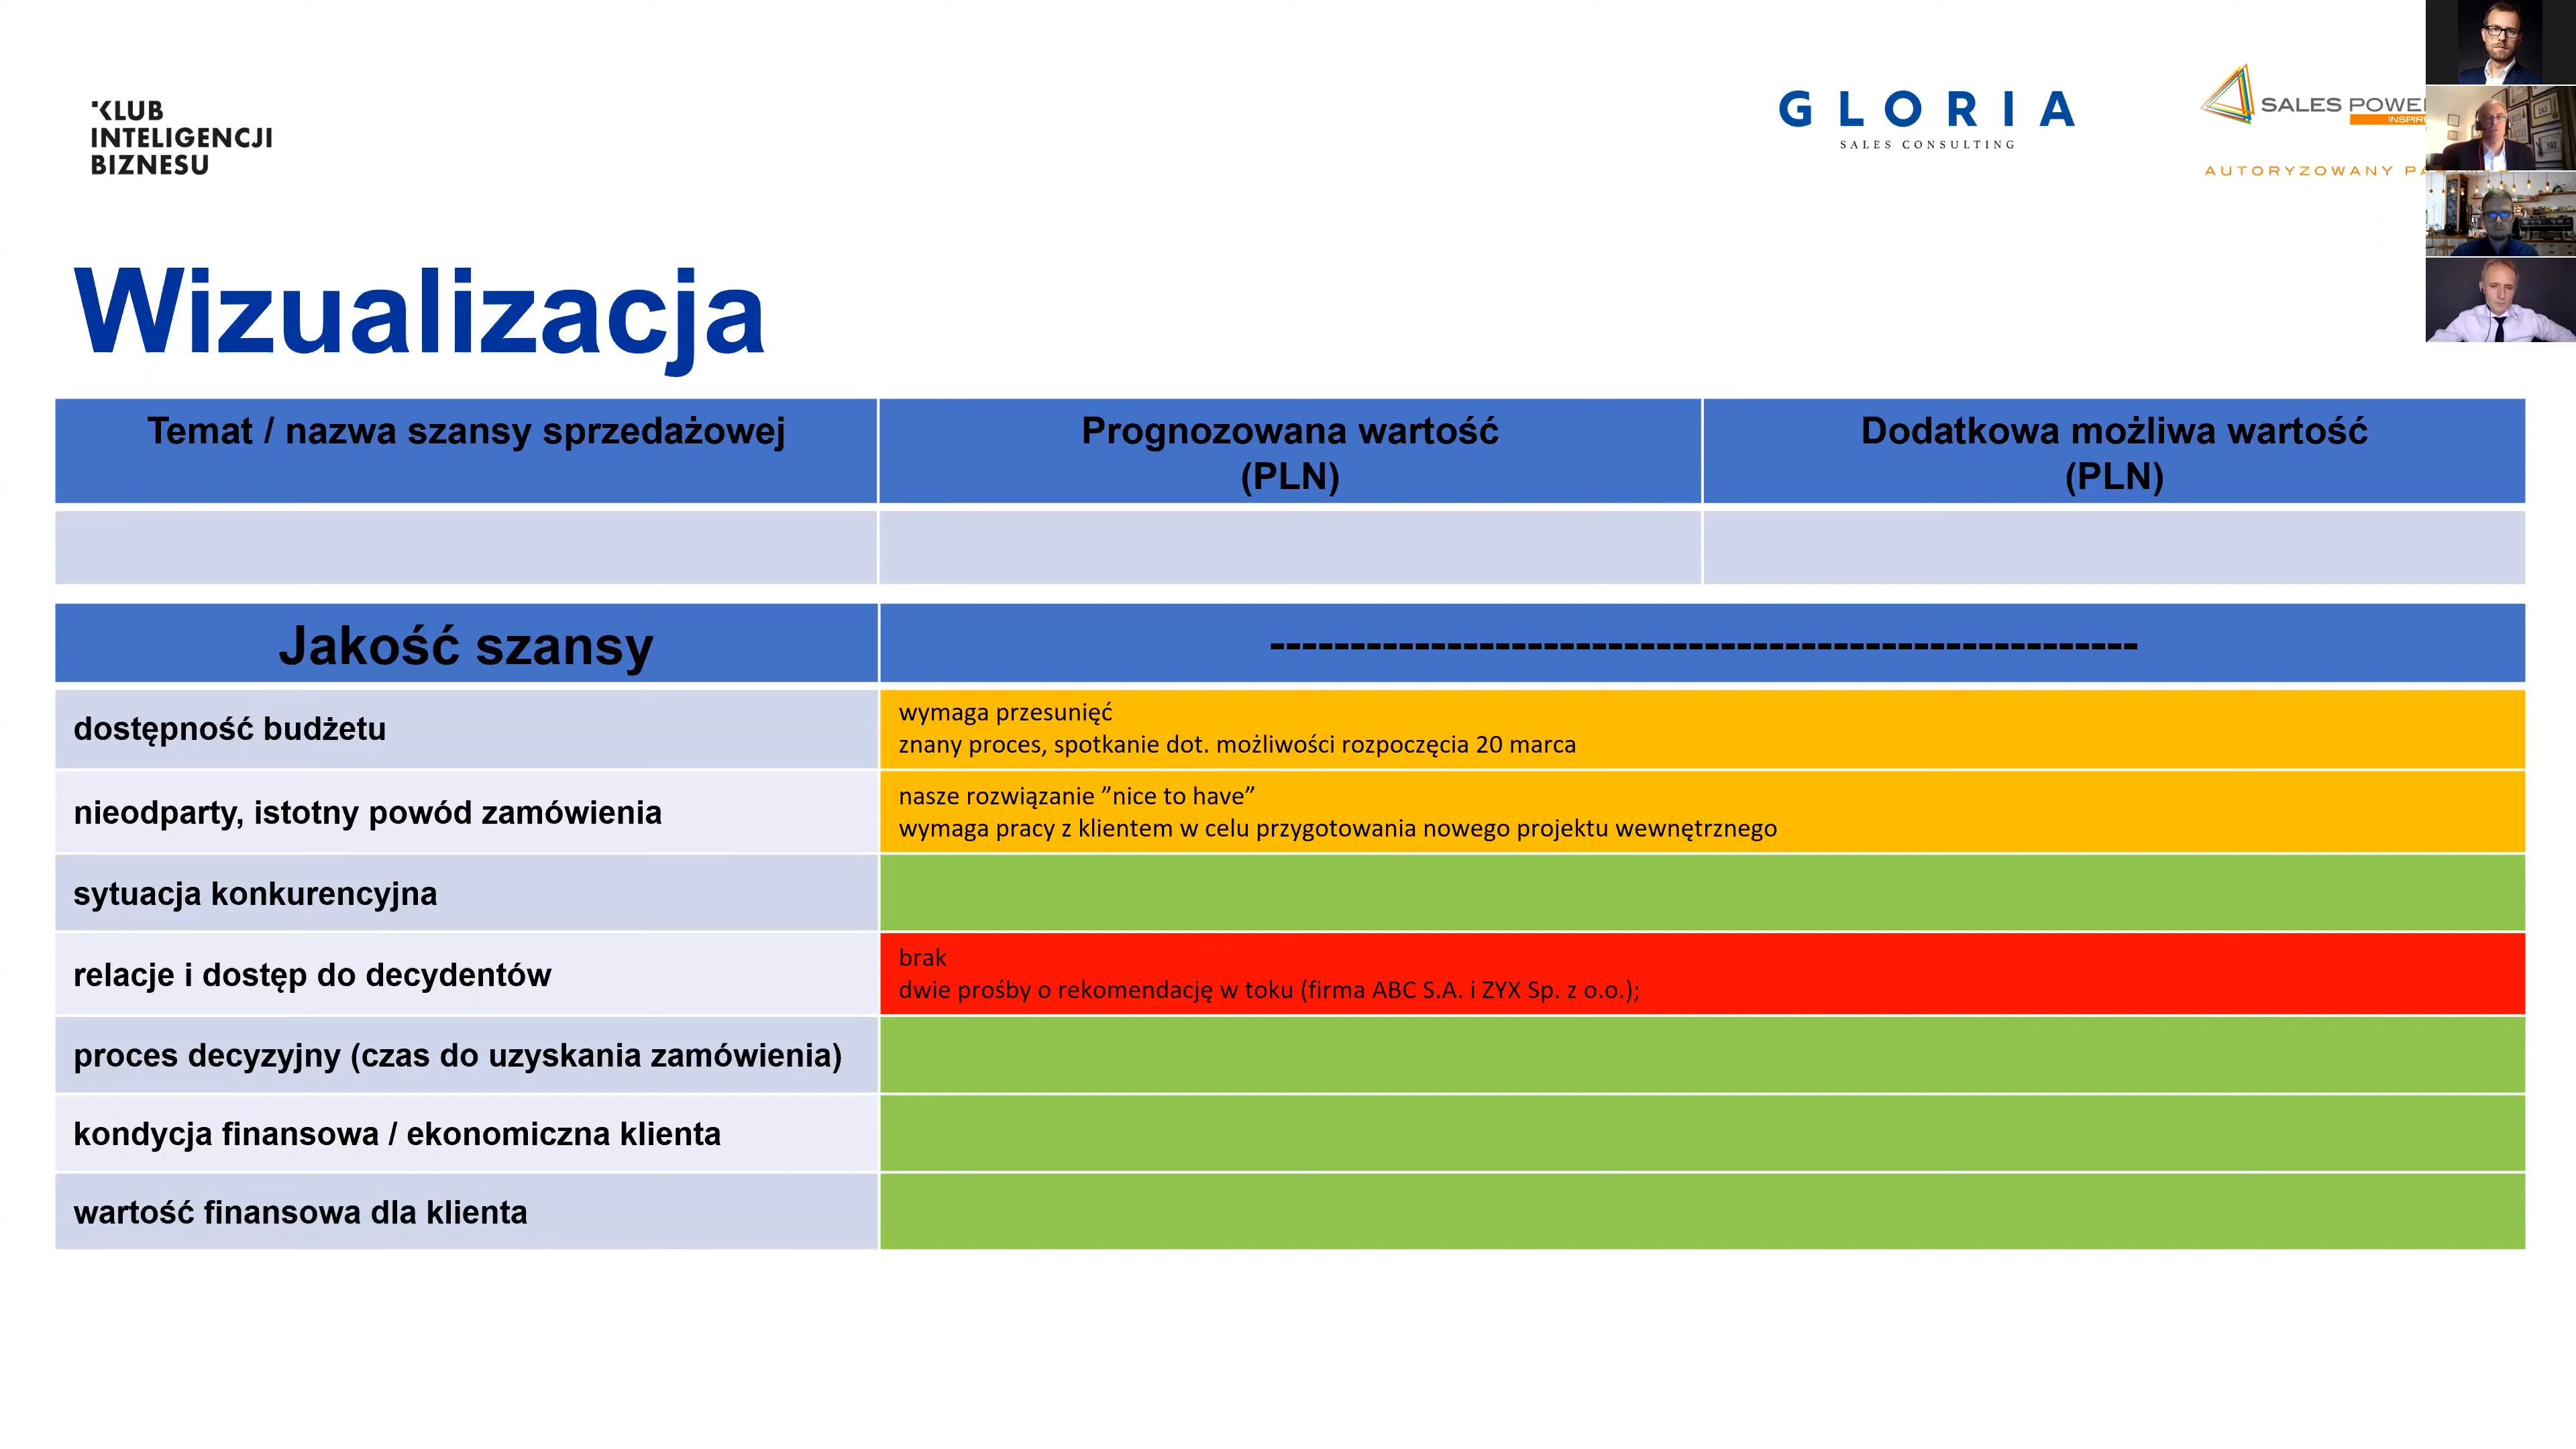 KLUB
INTELIGENCJI
BIZNESU
GLORIA
SALES CONSULTING
SALES
AUTORYZOWANY
Wizualizacja
Temat / nazwa szansy sprzedażowej
Prognozowana wartość
(PLN)
Dodatkowa możliwa wartość
(PLN)
Jakość szansy
------------------------------------------------------
dostępność budżetu
wymaga przesunięć
znany proces, spotkanie dot. możliwości rozpoczęcia 20 marca
nieodparty, istotny powód zamówienia
nasze rozwiązanie ”nice to have”
wymaga pracy z klientem w celu przygotowania nowego projektu wewnętrznego
sytuacja konkurencyjna
relacje i dostęp do decydentów
brak
dwie prośby o rekomendację w toku (firma ABC S.A. i ZYX Sp. z o.o.);
proces decyzyjny (czas do uzyskania zamówienia)
kondycja finansowa / ekonomiczna klienta
wartość finansowa dla klienta